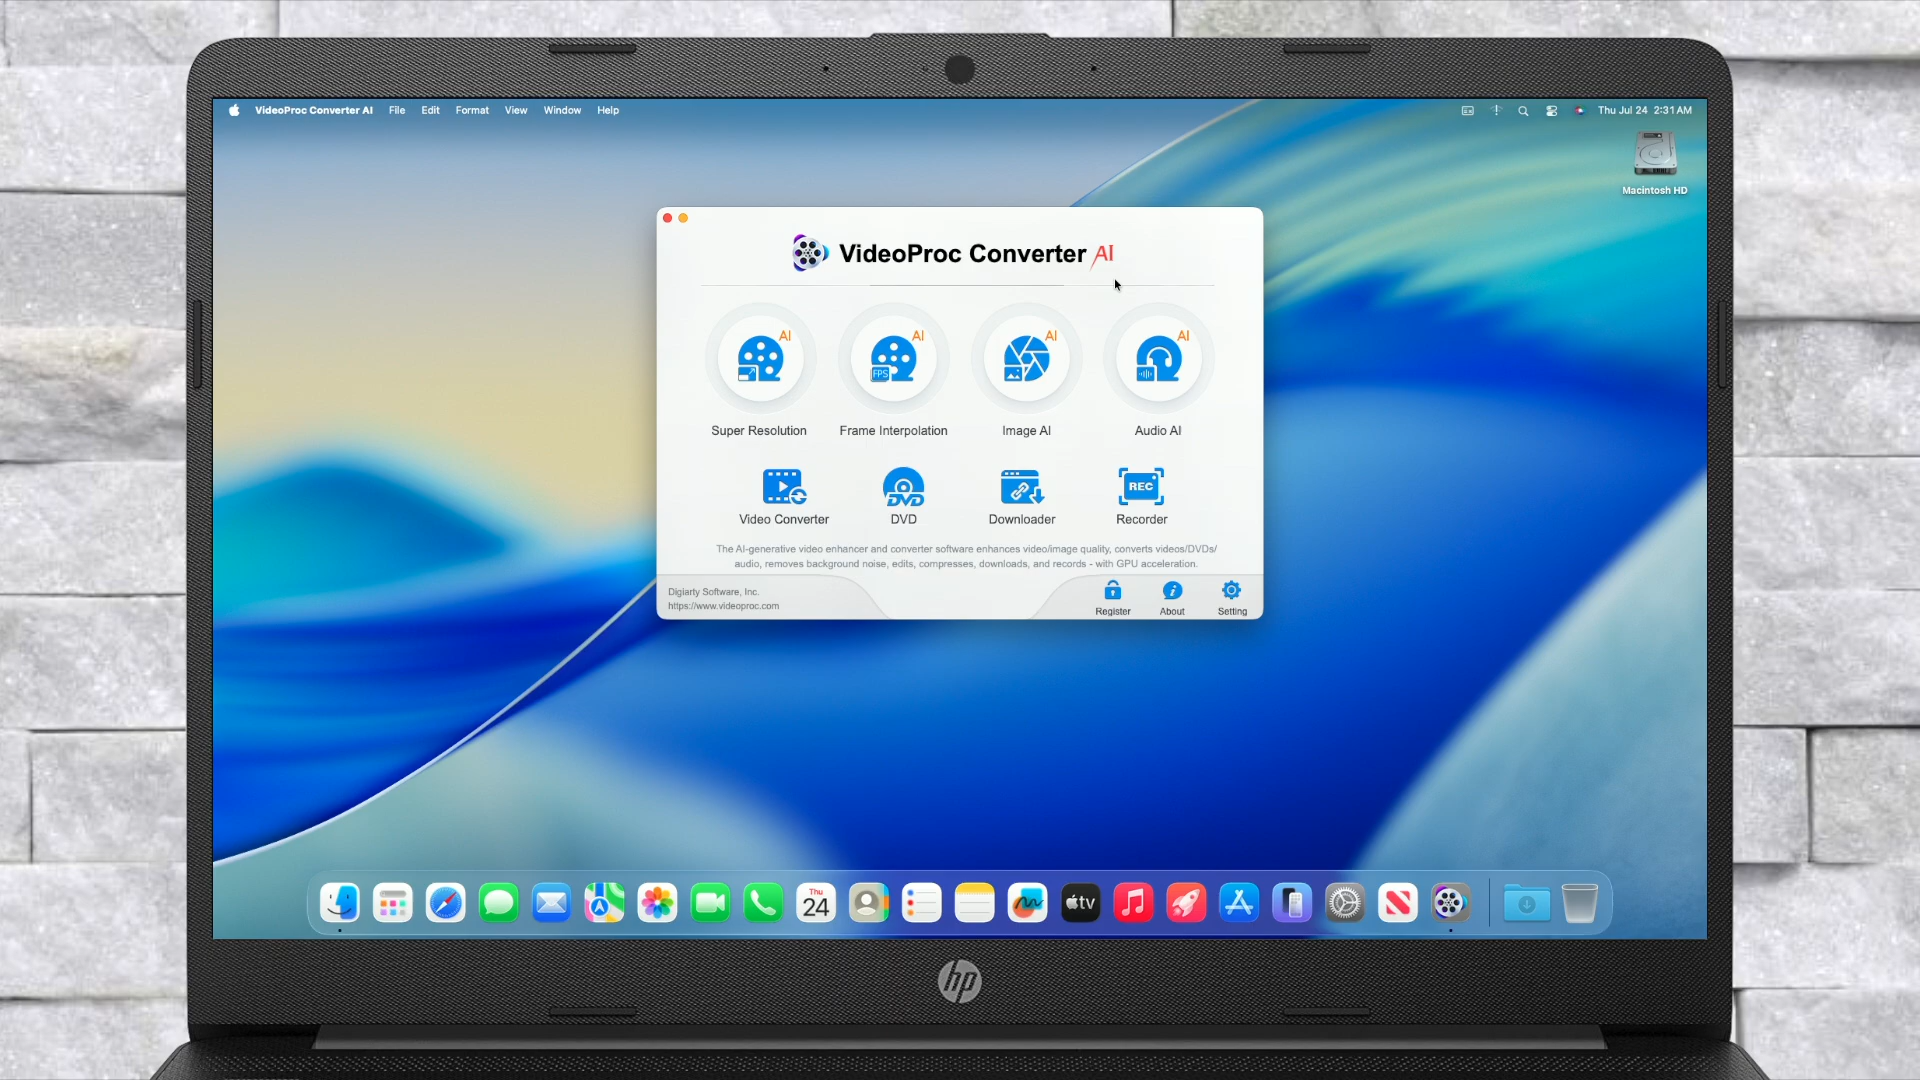 VideoProc Converter AI File Edit Format View Window Help
Thu Jul 24 2:31 AM
Macintosh HD
VideoProc Converter AI
AI AI AI AI
FPS
Super Resolution Frame Interpolation Image AI Audio AI
DVD REC
Video Converter DVD Downloader Recorder
The AI-generative video enhancer and converter software enhances video/image quality, converts videos/DVDs/
audio, removes background noise, edits, compresses, downloads, and records - with GPU acceleration.
Digiarty Software, Inc.
https://www.videoproc.com
Register About Setting
Thu
24
tv
hp